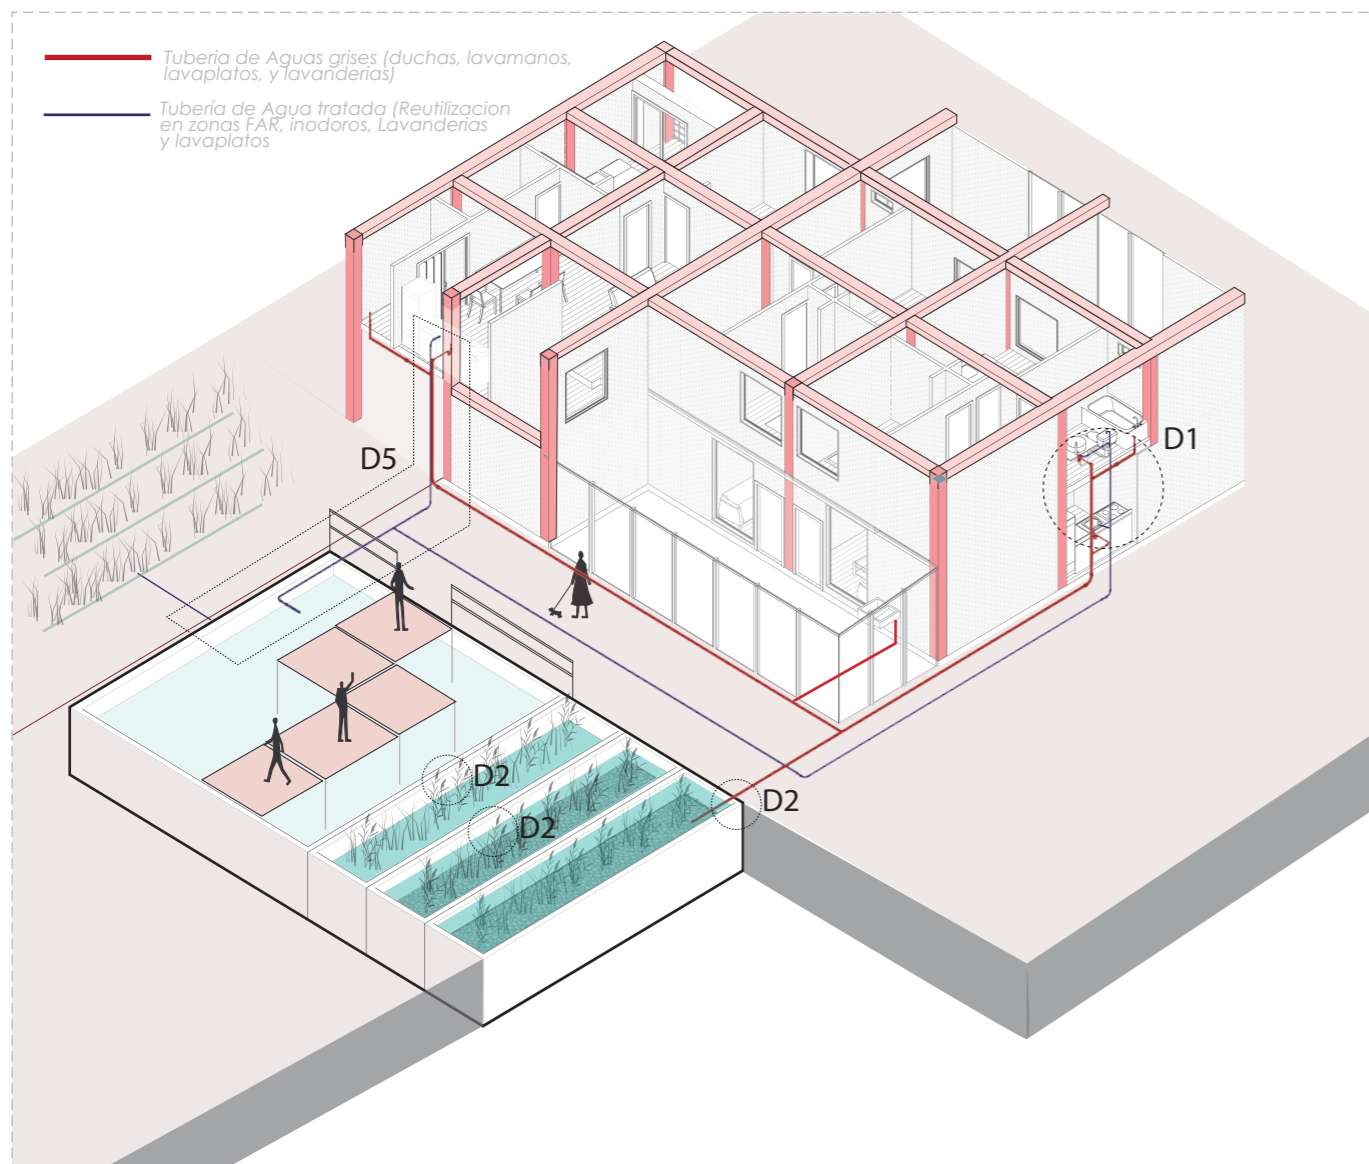 Tuberia de Aguas grises (duchas, lavamanos,
lavaplatos, y lavanderias)
Tubería de Agua tratada (Reutilizacion
en zonas FAR, inodoros, Lavanderias
y lavaplatos
D1
D5
D2
D2
D2